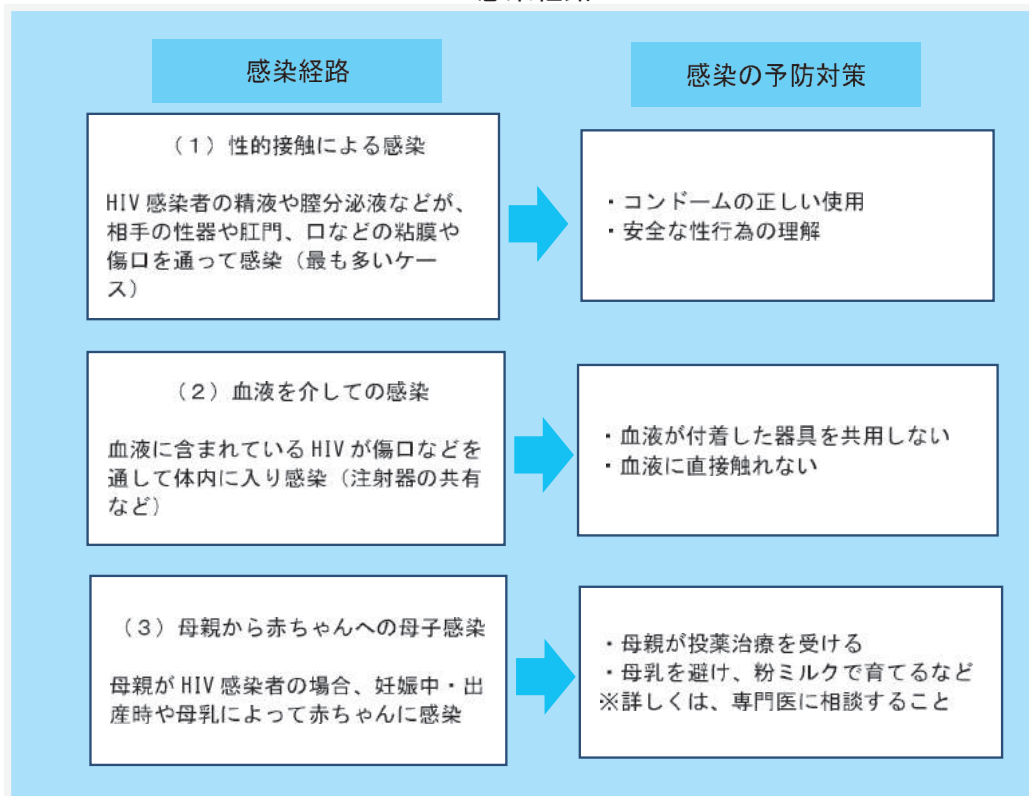 感染経路
感染の予防対策
（1）性的接触による感染
HIV 感染者の精液や膣分泌液などが、
相手の性器や肛門、口などの粘膜や
傷口を通って感染（最も多いケー
ス）
・コンドームの正しい使用
・安全な性行為の理解
（2）血液を介しての感染
血液に含まれている HIV が傷口などを
通して体内に入り感染（注射器の共有
など）
・血液が付着した器具を共用しない
・血液に直接触れない
（3）母親から赤ちゃんへの母子感染
母親が HIV 感染者の場合、妊娠中・出
産時や母乳によって赤ちゃんに感染
・母親が投薬治療を受ける
・母乳を避け、粉ミルクで育てるなど
※詳しくは、専門医に相談すること